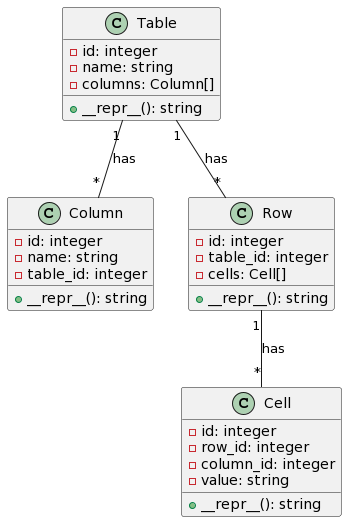 C Table
id: integer
name: string
columns: Column[]
__repr__(): string
1 1
has has
* *
C Column
id: integer
name: string
table_id: integer
__repr__(): string
C Row
id: integer
table_id: integer
cells: Cell[]
__repr__(): string
1
has
*
C Cell
id: integer
row_id: integer
column_id: integer
value: string
__repr__(): string